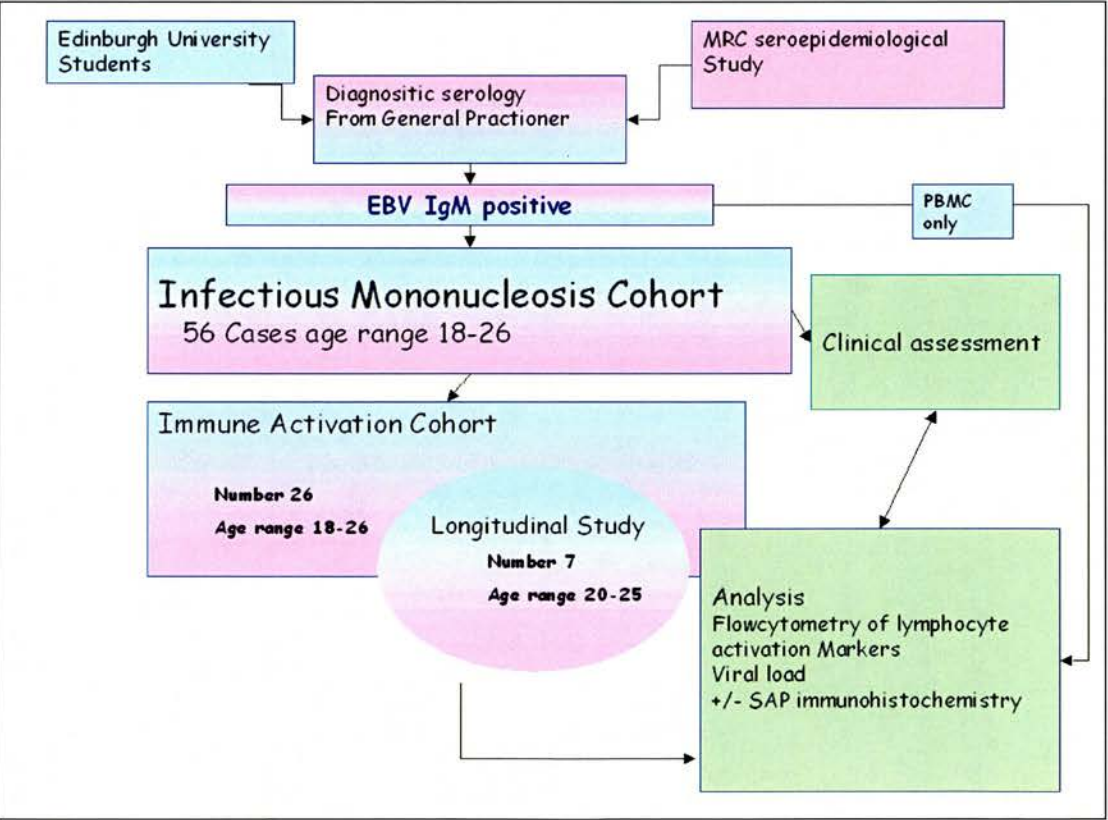 Edinburgh University
Students
MRC seroepidemiological
Study
Diagnositic serology
From General Practioner
EBV IgM positive
PBMC
only
Infectious Mononucleosis Cohort
56 Cases age range 18-26
Clinical assessment
Immune Activation Cohort
Number 26
Age range 18-26
Longitudinal Study
Number 7
Age range 20-25
Analysis
Flowcytometry of lymphocyte
activation Markers
Viral load
+/- SAP immunohistochemistry